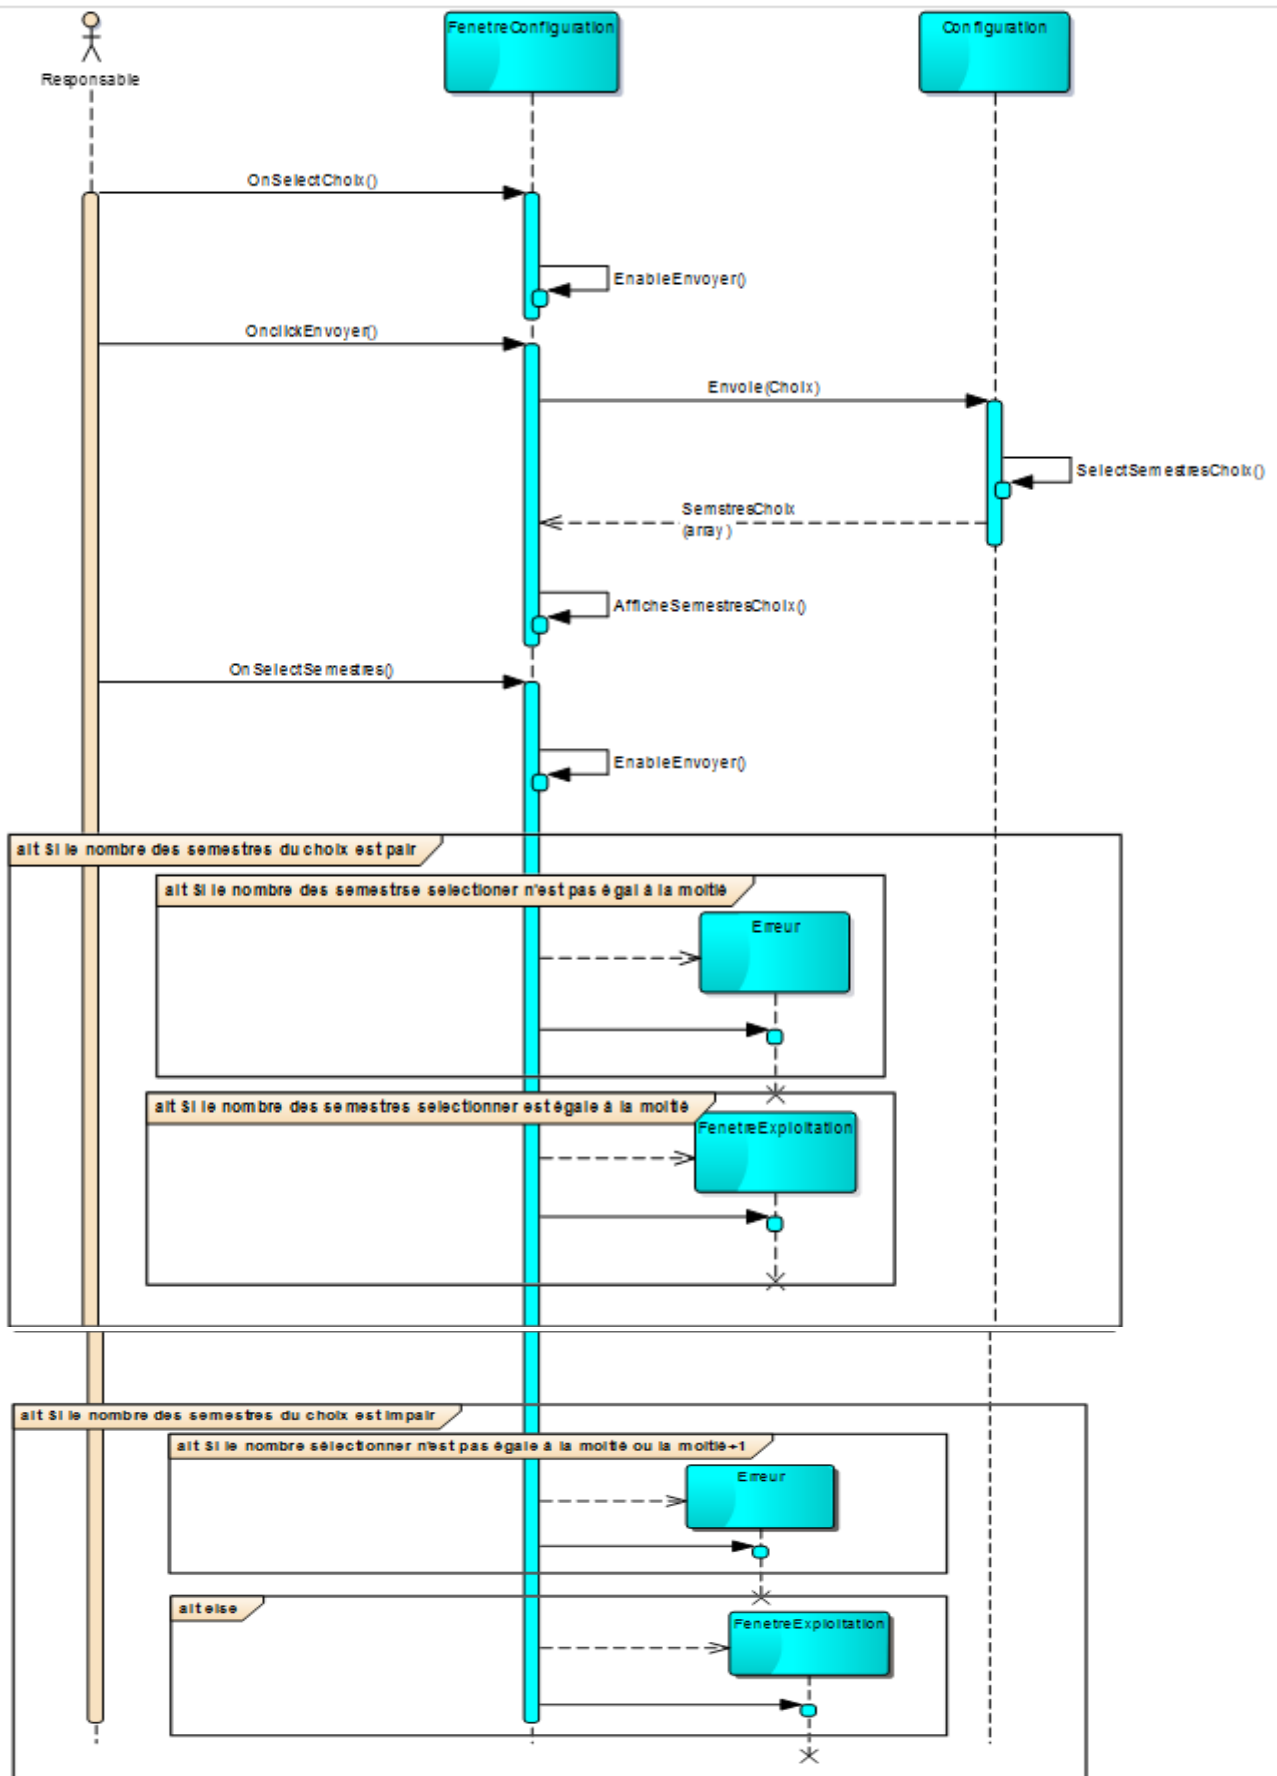 Responsable
FenetreConfiguration
Configuration
OnSelectChoix()
EnableEnvoyer()
OnclickEnvoyer()
Envoie(Choix)
SelectSemestresChoix()
SemstresChoix
(array)
AfficheSemestresChoix()
OnSelectSemestres()
EnableEnvoyer()
alt Si le nombre des semestres du choix est pair
alt Si le nombre des semestrse selectioner n'est pas égal à la moitié
Erreur
alt Si le nombre des semestres selectionner est égale à la moitié
FenetreExploitation
alt Si le nombre des semestres du choix est impair
alt Si le nombre sélectionner n'est pas égale à la moitié ou la moitié+1
Erreur
alt else
FenetreExploitation